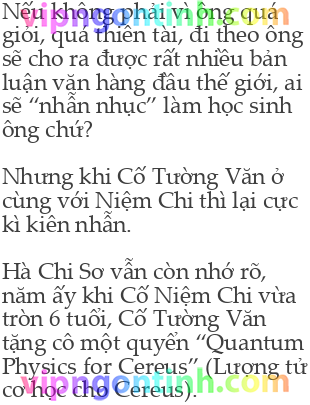 Nếu không phải vì ông quá
giỏi, quá thiên tài, đi theo ông
sẽ cho ra được rất nhiều bản
luận văn hàng đầu thế giới, ai
sẽ “nhẫn nhục” làm học sinh
ông chứ?
Nhưng khi Cố Tường Văn ở
cùng với Niệm Chi thì lại cực
kì kiên nhẫn.
Hà Chi Sơ vẫn còn nhớ rõ,
năm ấy khi Cố Niệm Chi vừa
tròn 6 tuổi, Cố Tường Văn
tặng cô một quyển “Quantum
Physics for Cereus” (Lượng tử
cơ học cho Cereus).
vipngontinh.com
vipngontinh.com